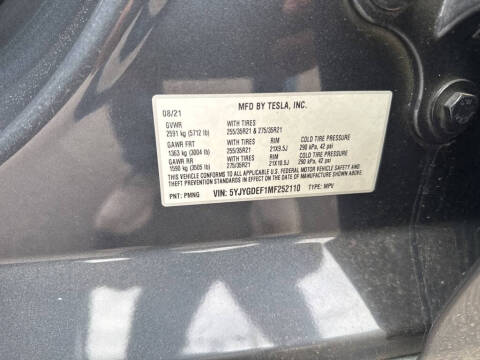 MFD BY TESLA, INC.
08/21
GVWR WITH TIRES
2591 kg (5712 lb) 255/35R21 & 275/35R21
GAWR FRT WITH TIRES RIM COLD TIRE PRESSURE
1363 kg (3004 lb) 255/35R21 21X9.5J 290 kPa, 42 psi
GAWR RR WITH TIRES RIM COLD TIRE PRESSURE
1590 kg (3505 lb) 275/35R21 21X10.5J 290 kPa, 42 psi
THIS VEHICLE CONFORMS TO ALL APPLICABLE U.S. FEDERAL MOTOR VEHICLE SAFETY AND
THEFT PREVENTION STANDARDS IN EFFECT ON THE DATE OF MANUFACTURE SHOWN ABOVE.
PNT: PMNG VIN: 5YJYGDEF1MF252110 TYPE: MPV